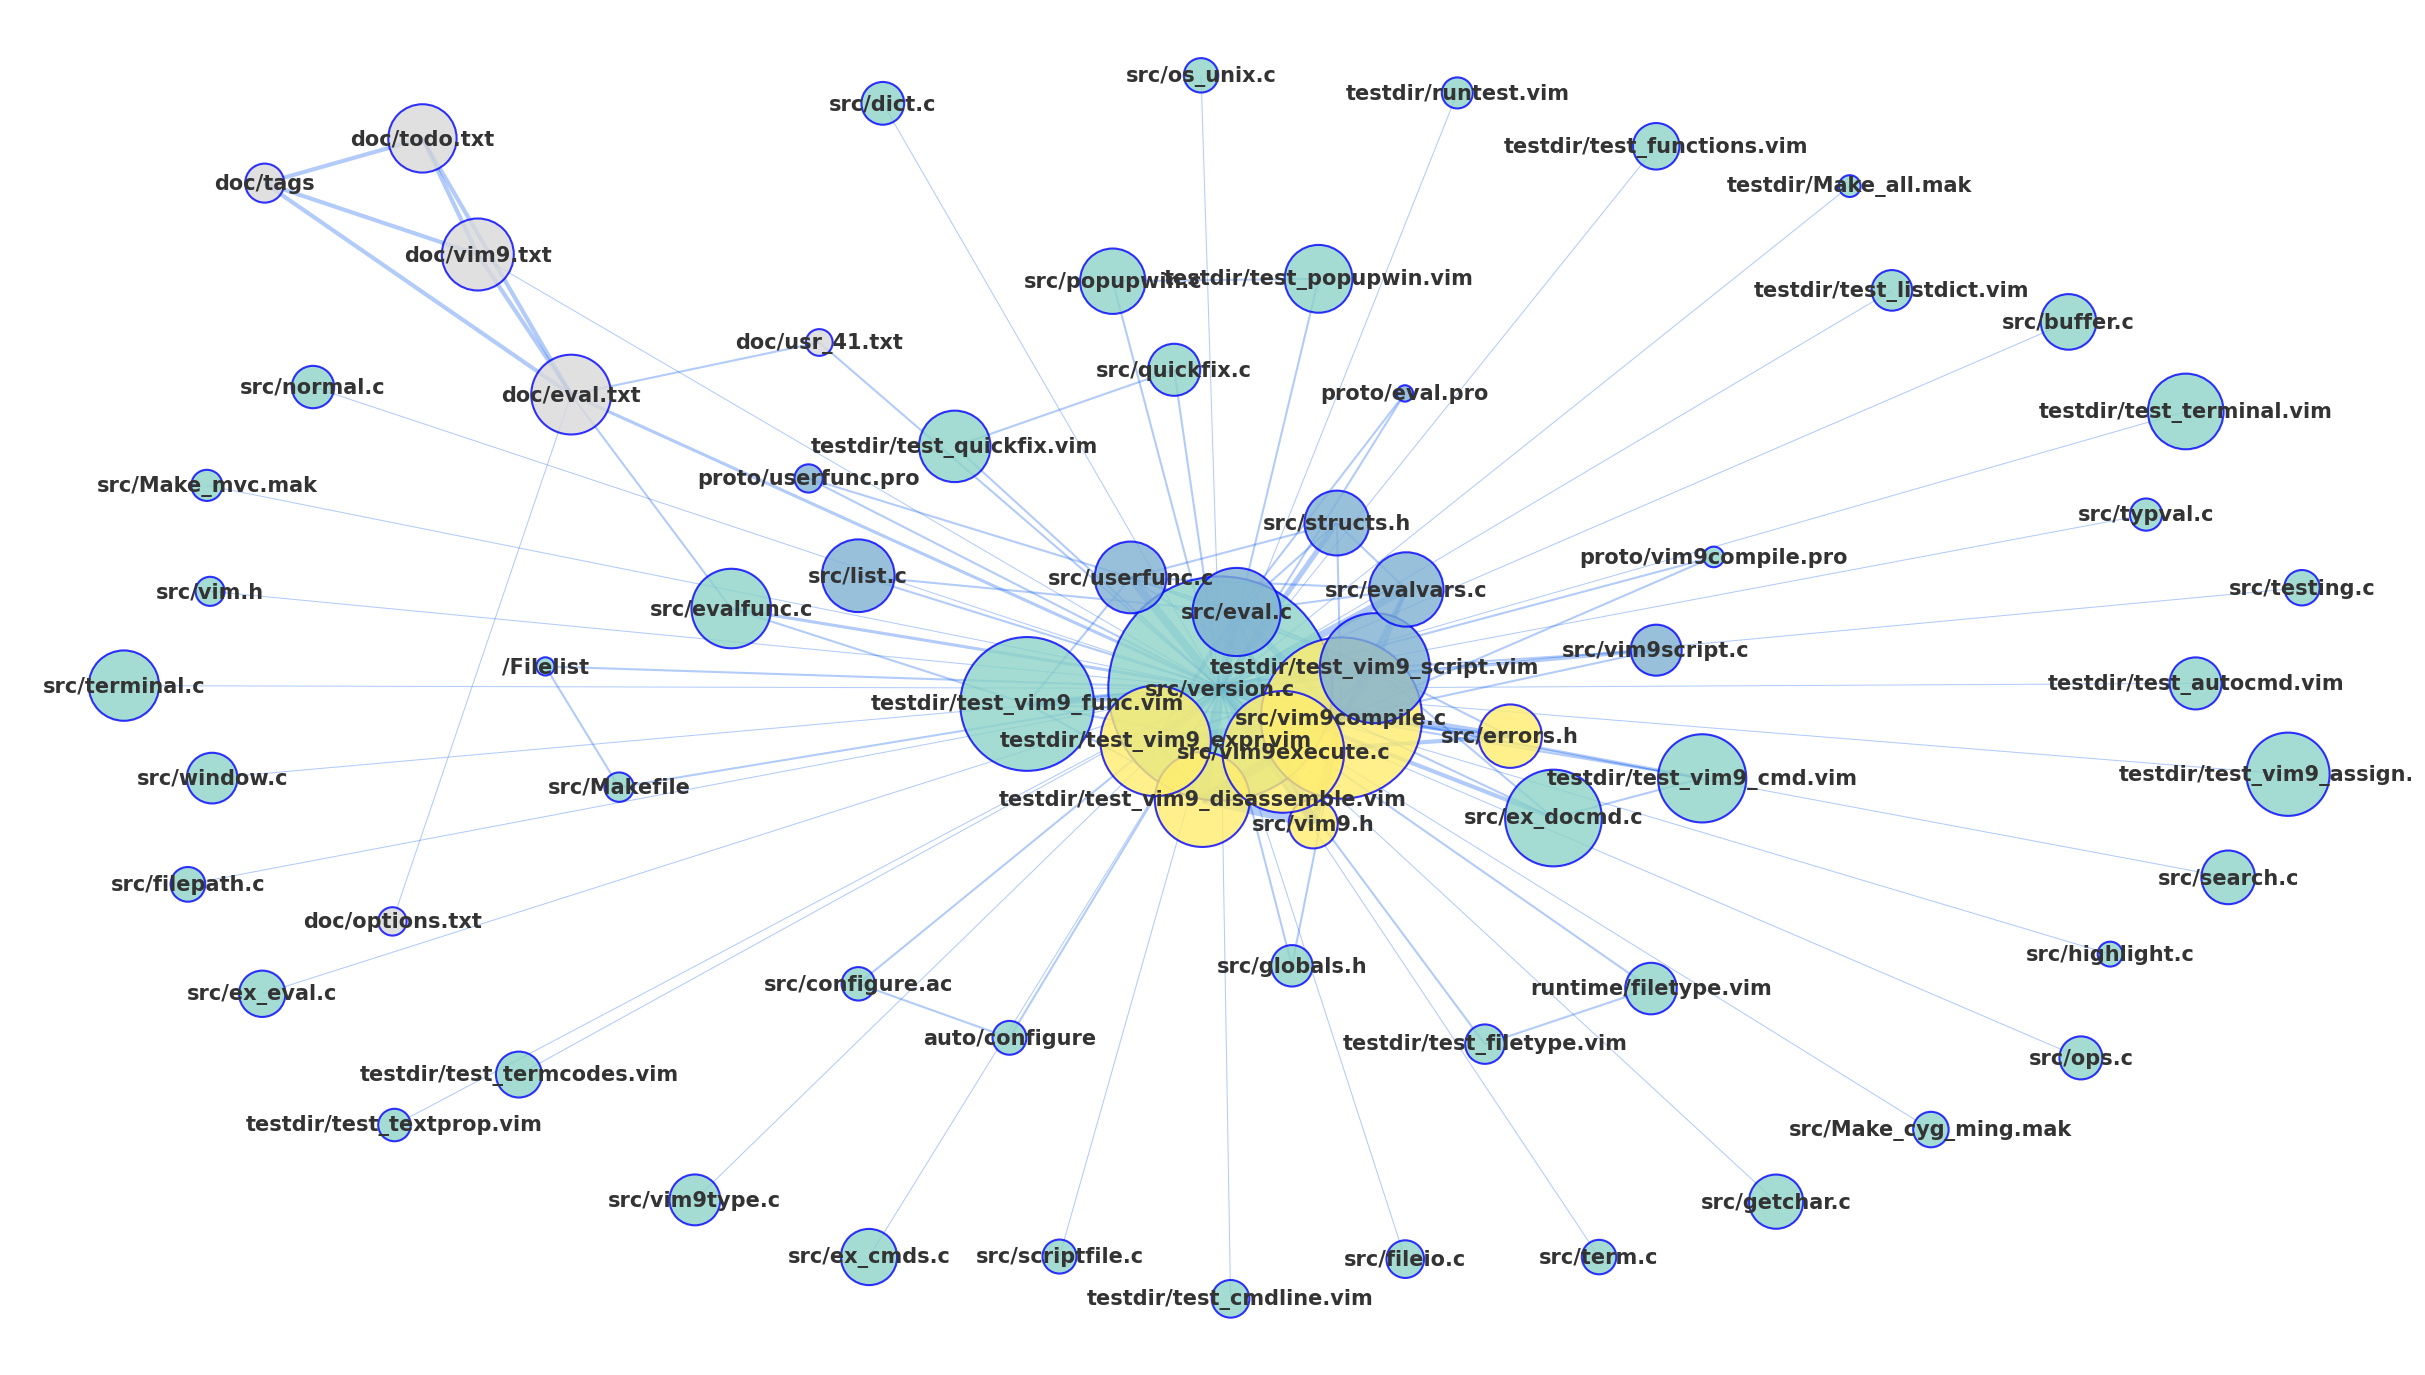 src/os_unix.c
testdir/runtest.vim
src/dict.c
doc/todo.txt
testdir/test_functions.vim
doc/tags
testdir/Make_all.mak
doc/vim9.txt
src/popupwin.c
testdir/test_popupwin.vim
testdir/test_listdict.vim
src/buffer.c
doc/usr_41.txt
src/quickfix.c
src/normal.c
doc/eval.txt
proto/eval.pro
testdir/test_terminal.vim
testdir/test_quickfix.vim
proto/userfunc.pro
src/Make_mvc.mak
src/typval.c
src/structs.h
proto/vim9compile.pro
src/list.c
src/userfunc.c
src/vim.h
src/evalvars.c
src/testing.c
src/evalfunc.c
src/eval.c
src/vim9script.c
/Filelist
testdir/test_vim9_script.vim
src/terminal.c
src/version.c
testdir/test_autocmd.vim
testdir/test_vim9_func.vim
src/vim9compile.c
src/errors.h
testdir/test_vim9_expr.vim
src/vim9execute.c
src/window.c
testdir/test_vim9_cmd.vim
testdir/test_vim9_assign.
src/Makefile
testdir/test_vim9_disassemble.vim
src/vim9.h
src/ex_docmd.c
src/filepath.c
src/search.c
doc/options.txt
src/globals.h
src/highlight.c
src/ex_eval.c
src/configure.ac
runtime/filetype.vim
auto/configure
testdir/test_filetype.vim
src/ops.c
testdir/test_termcodes.vim
testdir/test_textprop.vim
src/Make_cyg_ming.mak
src/vim9type.c
src/getchar.c
src/ex_cmds.c
src/scriptfile.c
src/fileio.c
src/term.c
testdir/test_cmdline.vim